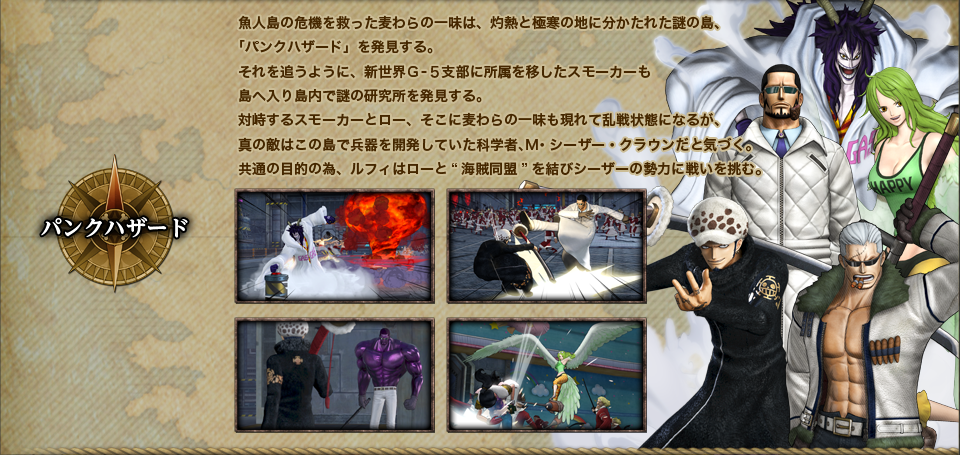 魚人島の危機を救った麦わらの一味は、灼熱と極寒の地に分かたれた謎の島、
「パンクハザード」を発見する。
それを追うように、新世界Ｇ-５支部に所属を移したスモーカーも
島へ入り島内で謎の研究所を発見する。
対峙するスモーカーとロー、そこに麦わらの一味も現れて乱戦状態になるが、
真の敵はこの島で兵器を開発していた科学者、M・シーザー・クラウンだと気づく。
共通の目的の為、ルフィはローと“海賊同盟”を結びシーザーの勢力に戦いを挑む。
パンクハザード
GAS
HAPPY